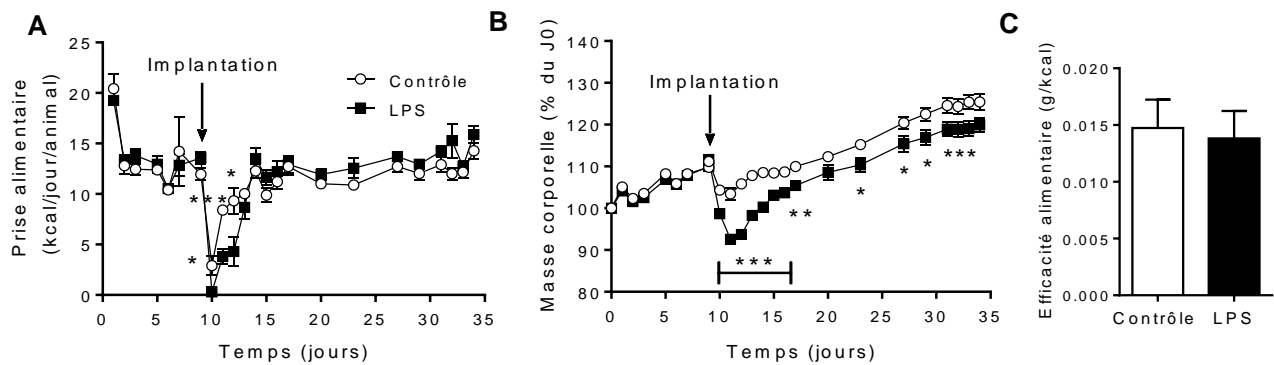 A
Prise alimentaire
(kcal/jour/animal)
25
20
15
10
5
0
Implantation
Contrôle
LPS
*
* * *
*
0 5 10 15 20 25 30 35
Temps (jours)
B
Masse corporelle (% du J0)
140
130
120
110
100
90
80
Implantation
***
**
*
*
*
***
0 5 10 15 20 25 30 35
Temps (jours)
C
Efficacité alimentaire (g/kcal)
0.020
0.015
0.010
0.005
0.000
Contrôle LPS